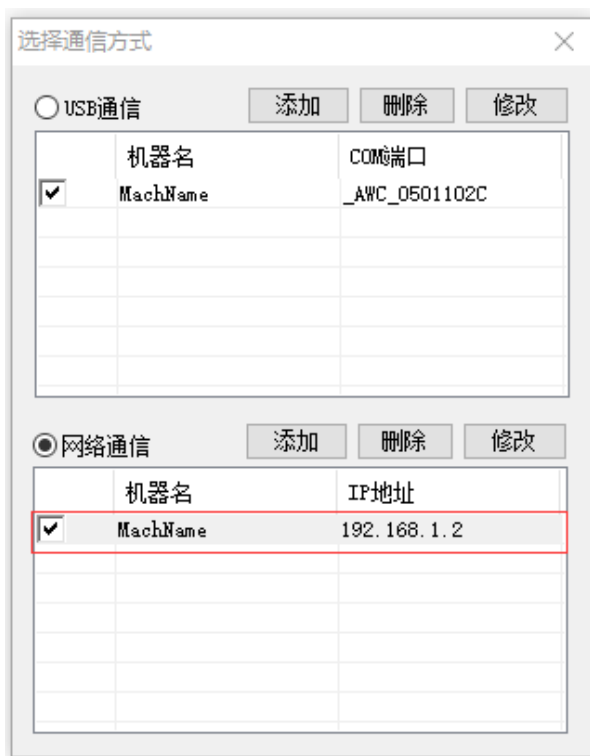 选择通信方式
USB通信 添加 删除 修改
机器名 COM端口
MachName _AWC_0501102C
网络通信 添加 删除 修改
机器名 IP地址
MachName 192.168.1.2